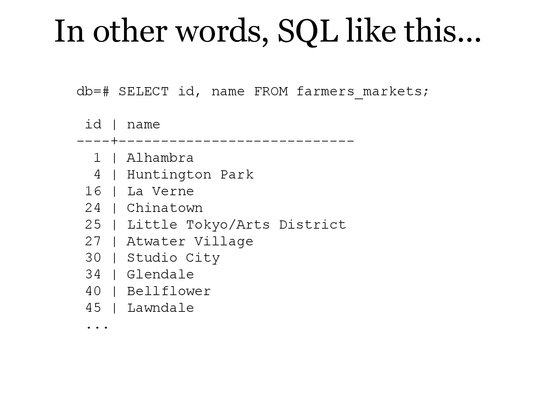 In other words, SQL like this...
db=# SELECT id, name FROM farmers_markets;
id | name
----+----------------------------
1 | Alhambra
4 | Huntington Park
16 | La Verne
24 | Chinatown
25 | Little Tokyo/Arts District
27 | Atwater Village
30 | Studio City
34 | Glendale
40 | Bellflower
45 | Lawndale
...